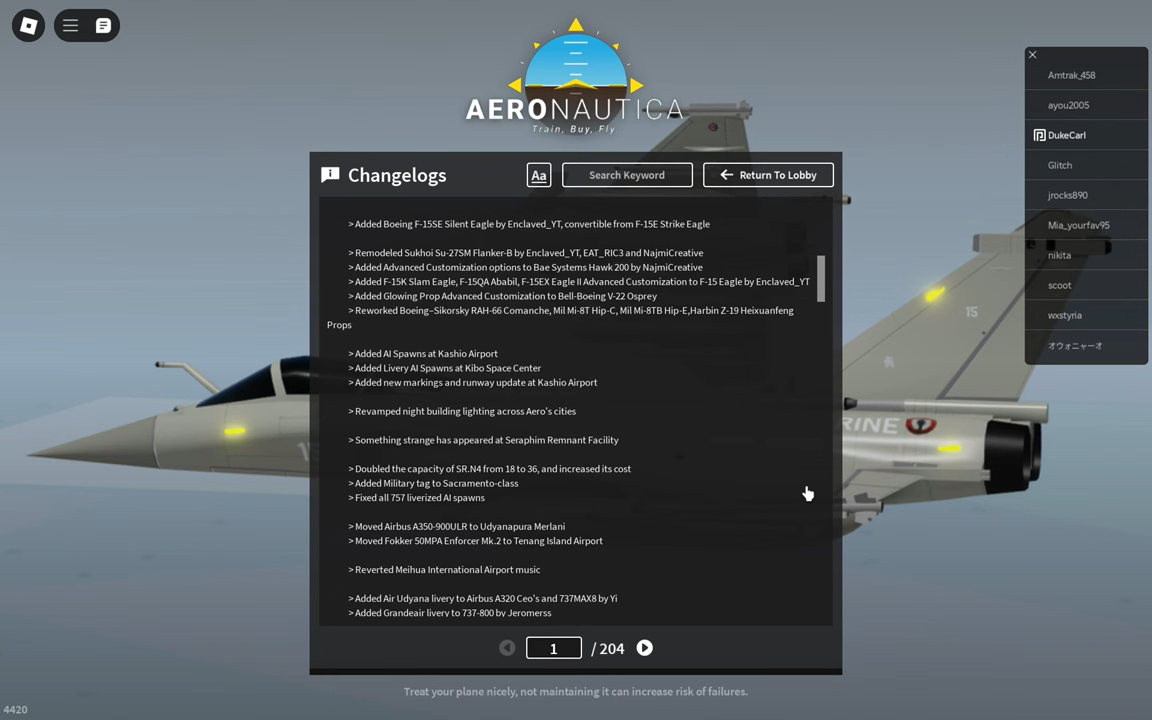 AERONAUTICA
Train, Buy, Fly
Changelogs
Aa
Search Keyword
Return To Lobby
> Added Boeing F-15SE Silent Eagle by Enclaved_YT, convertible from F-15E Strike Eagle
> Remodeled Sukhoi Su-27SM Flanker-B by Enclaved_YT, EAT_RIC3 and NajmiCreative
> Added Advanced Customization options to Bae Systems Hawk 200 by NajmiCreative
> Added F-15K Slam Eagle, F-15QA Ababil, F-15EX Eagle II Advanced Customization to F-15 Eagle by Enclaved_YT
> Added Glowing Prop Advanced Customization to Bell-Boeing V-22 Osprey
> Reworked Boeing–Sikorsky RAH-66 Comanche, Mil Mi-8T Hip-C, Mil Mi-8TB Hip-E,Harbin Z-19 Heixuanfeng
Props
> Added AI Spawns at Kashio Airport
> Added Livery AI Spawns at Kibo Space Center
> Added new markings and runway update at Kashio Airport
> Revamped night building lighting across Aero's cities
> Something strange has appeared at Seraphim Remnant Facility
> Doubled the capacity of SR.N4 from 18 to 36, and increased its cost
> Added Military tag to Sacramento-class
> Fixed all 757 liverized AI spawns
> Moved Airbus A350-900ULR to Udyanapura Merlani
> Moved Fokker 50MPA Enforcer Mk.2 to Tenang Island Airport
> Reverted Meihua International Airport music
> Added Air Udyana livery to Airbus A320 Ceo's and 737MAX8 by Yi
> Added Grandeair livery to 737-800 by Jeromerss
1 / 204
Treat your plane nicely, not maintaining it can increase risk of failures.
4420
Amtrak_458
ayou2005
DukeCarl
Glitch
jrocks890
Mia_yourfav95
nikita
scoot
wxstyria
オウォニャーオ
15
RINE